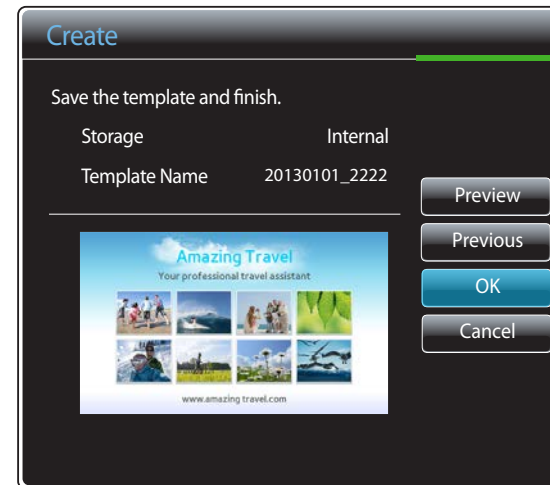 Create
Save the template and finish.
Storage Internal
Template Name 20130101_2222
Preview
Previous
OK
Cancel
Amazing Travel
Your professional travel assistant
www.amazing travel.com